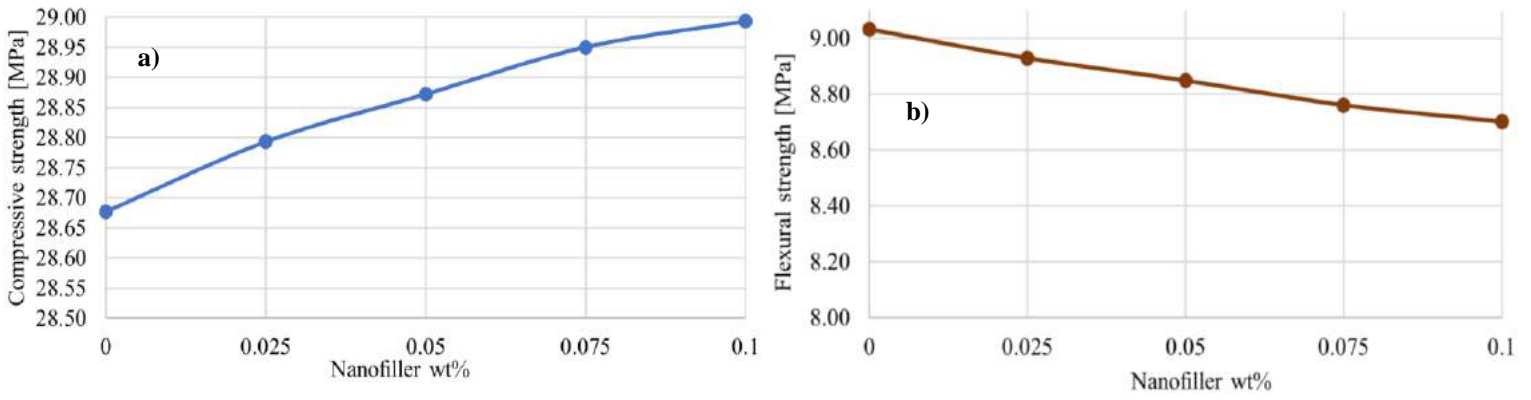 a)
Compressive strength [MPa]
29.00
28.95
28.90
28.85
28.80
28.75
28.70
28.65
28.60
28.55
28.50
0 0.025 0.05 0.075 0.1
Nanofiller wt%
b)
Flexural strength [MPa]
9.00
8.80
8.60
8.40
8.20
8.00
0 0.025 0.05 0.075 0.1
Nanofiller wt%